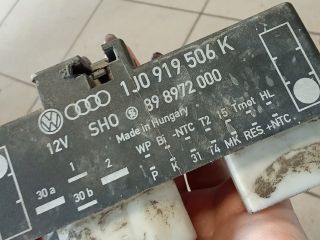 1J0 919 506 K
12V SHO 89 8972 000
Made in Hungary
WP Bi -NTC T2 15 Tmot HL
1 2
30a 30b
P K 31 T4 MK RES +NTC